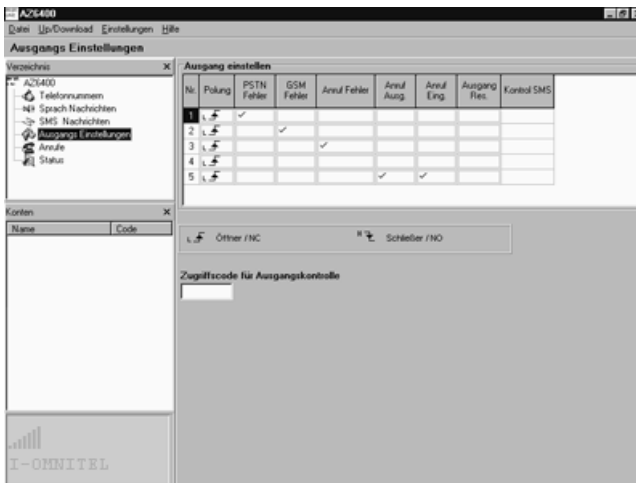 AZ6400
Datei Up/Download Einstellungen Hilfe
Ausgangs Einstellungen
Verzeichnis
AZ6400
Telefonnummern
Sprach Nachrichten
SMS Nachrichten
Ausgangs Einstellungen
Anrufe
Status
Konten
Name Code
I-OMNITEL
Ausgang einstellen
Nr. Polung PSTN Fehler GSM Fehler Anruf Fehler Anruf Ausg. Anruf Eing. Ausgang Res. Kontrol SMS
1 L
2 L
3 L
4 L
5 L
L Öffner / NC H Schließer / NO
Zugriffscode für Ausgangskontrolle